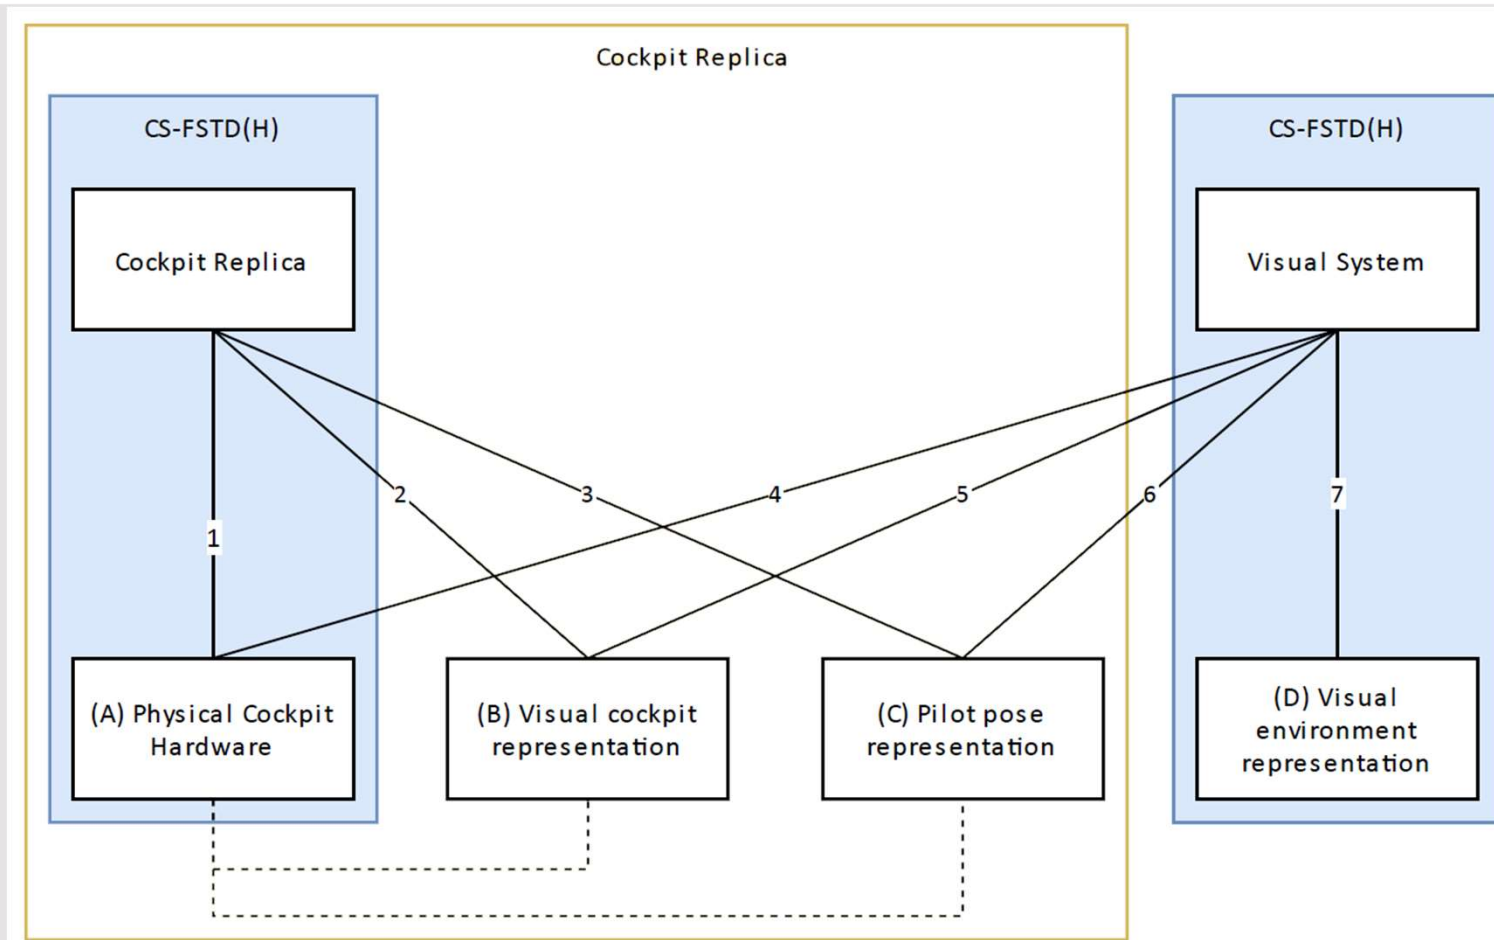 Cockpit Replica
CS-FSTD(H)
CS-FSTD(H)
Cockpit Replica
Visual System
2
3
4
5
6
7
1
(A) Physical Cockpit
Hardware
(B) Visual cockpit
representation
(C) Pilot pose
representation
(D) Visual
environment
representation